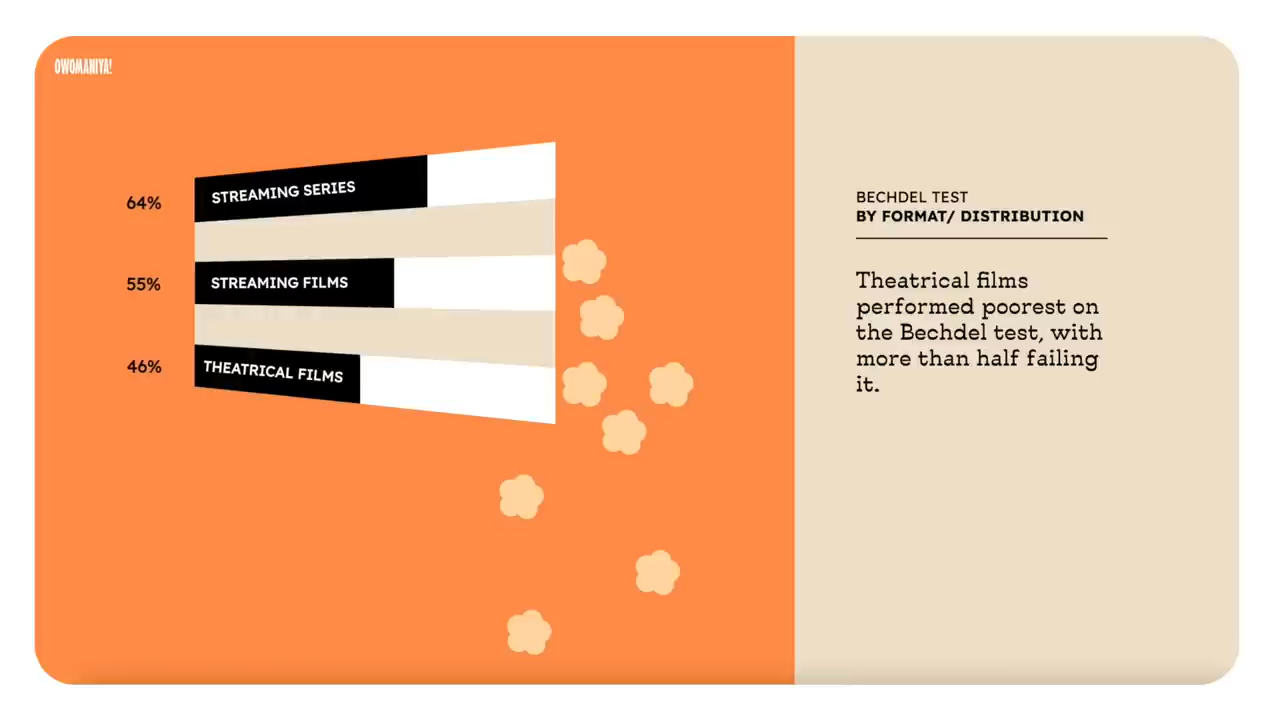 OWOMANIYA!
64%
STREAMING SERIES
55%
STREAMING FILMS
46%
THEATRICAL FILMS
BECHDEL TEST
BY FORMAT/ DISTRIBUTION
Theatrical films
performed poorest on
the Bechdel test, with
more than half failing
it.